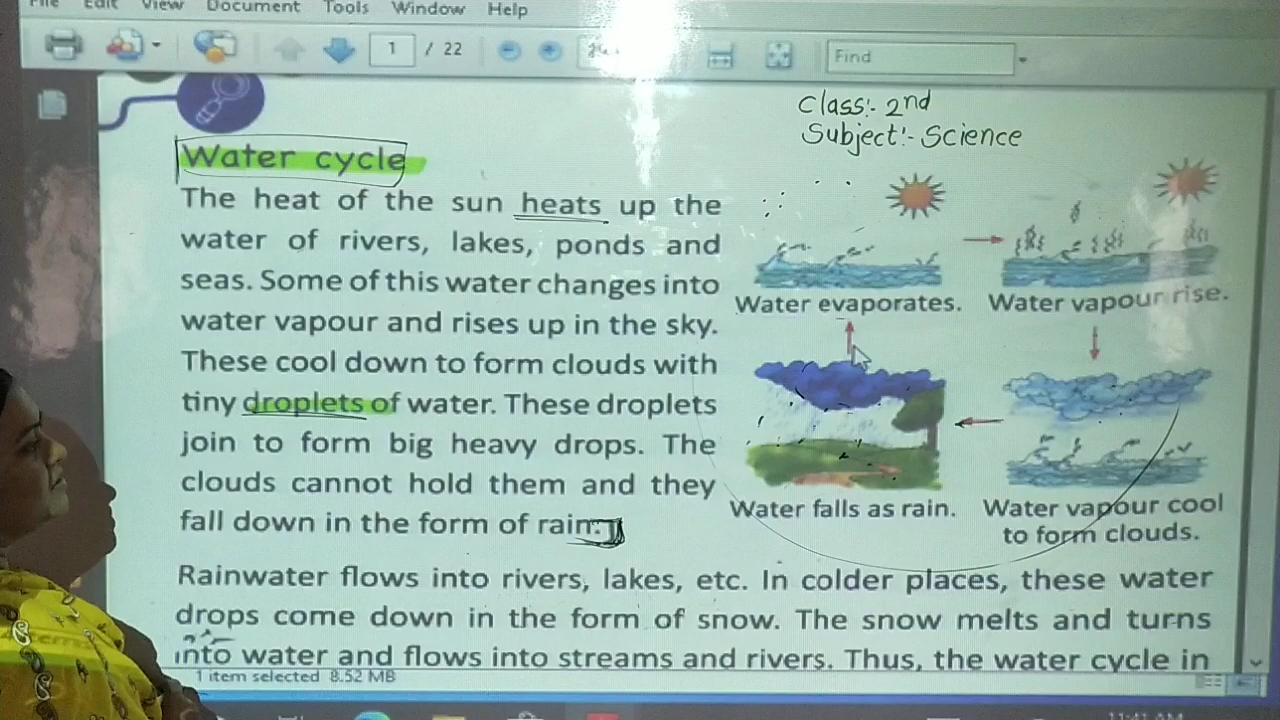 File Edit View Document Tools Window Help
1 / 22
Find
Class:- 2nd
Subject:- Science
Water cycle
The heat of the sun heats up the
water of rivers, lakes, ponds and
seas. Some of this water changes into
water vapour and rises up in the sky.
These cool down to form clouds with
tiny droplets of water. These droplets
join to form big heavy drops. The
clouds cannot hold them and they
fall down in the form of rain.
Water evaporates.
Water vapour rise.
Water falls as rain.
Water vapour cool
to form clouds.
Rainwater flows into rivers, lakes, etc. In colder places, these water
drops come down in the form of snow. The snow melts and turns
into water and flows into streams and rivers. Thus, the water cycle in
1 item selected 8.52 MB
11:41 AM